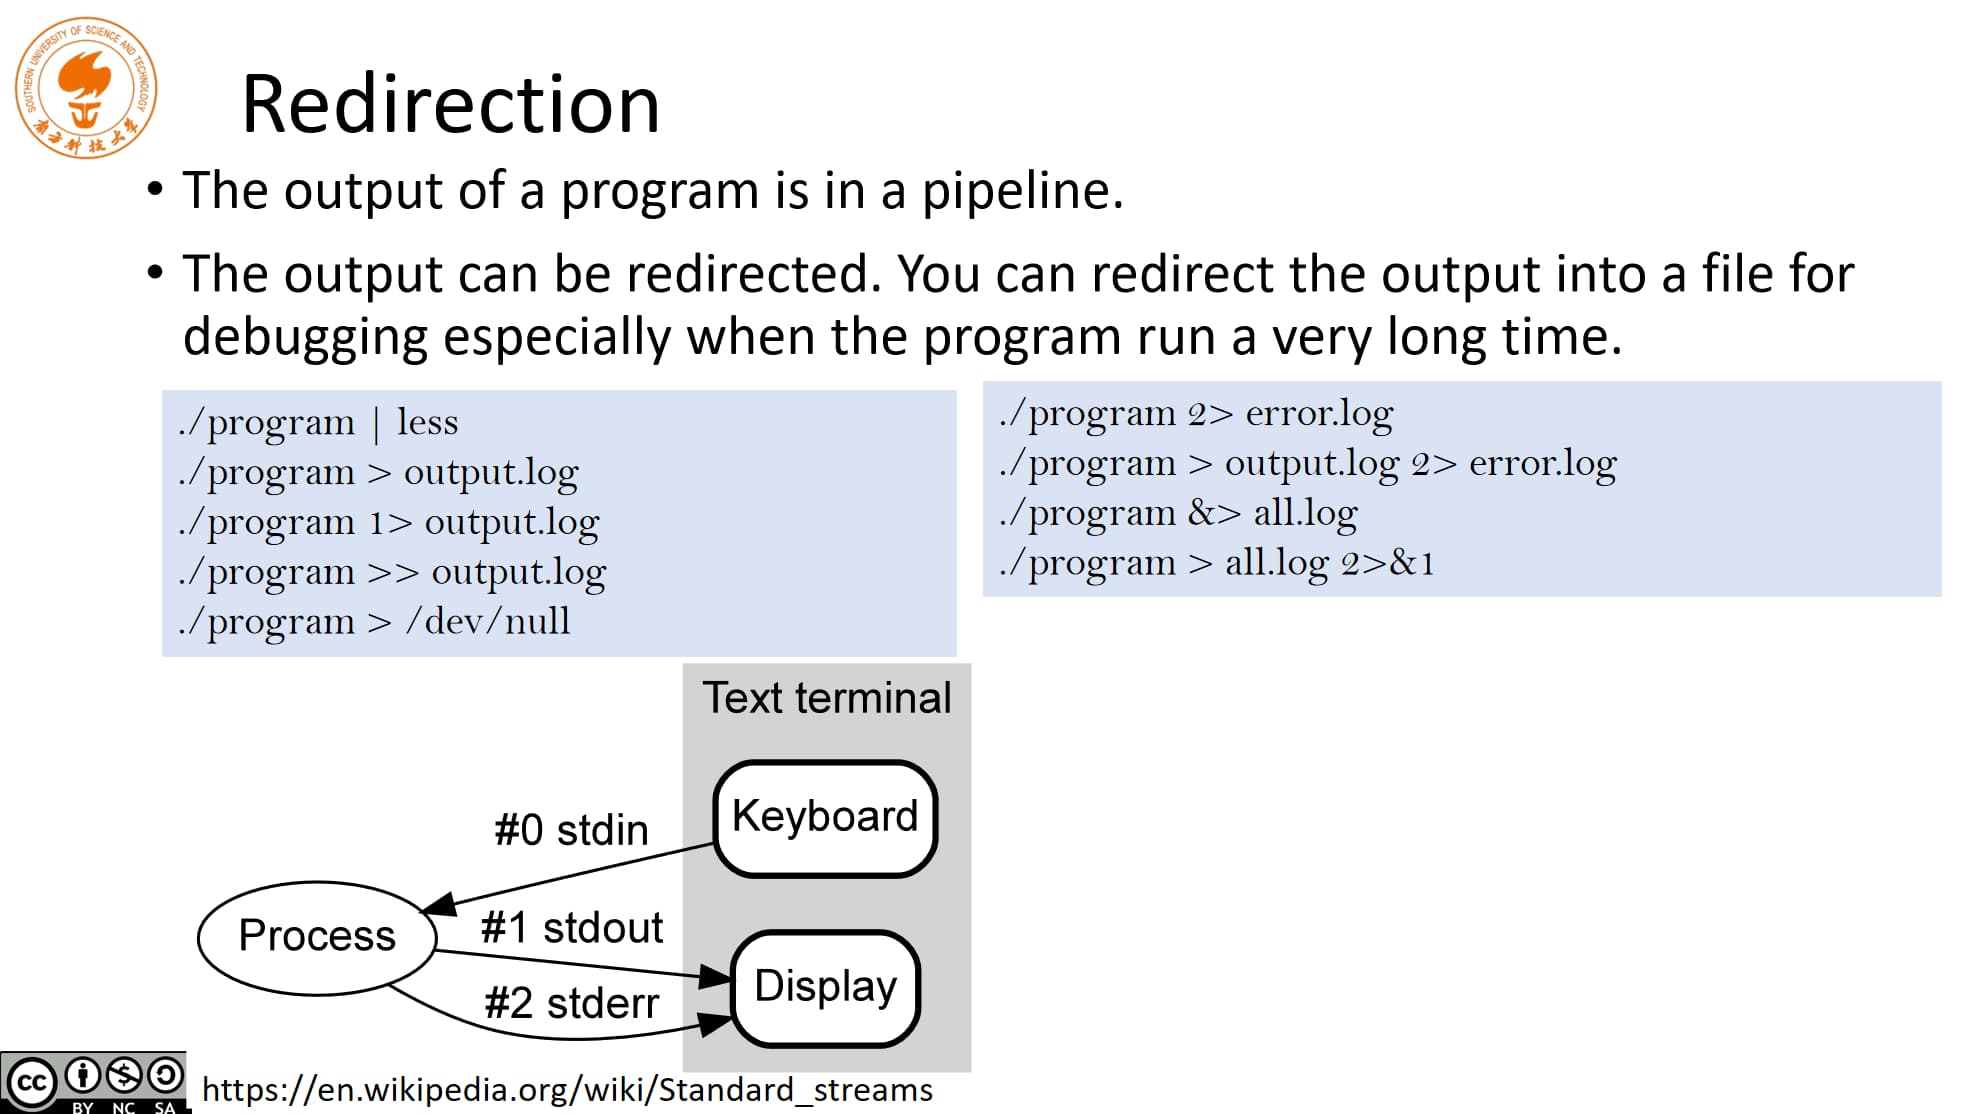 SOUTHERN UNIVERSITY OF SCIENCE AND TECHNOLOGY
南方科技大学
Redirection
• The output of a program is in a pipeline.
• The output can be redirected. You can redirect the output into a file for
debugging especially when the program run a very long time.
./program | less
./program > output.log
./program 1> output.log
./program >> output.log
./program > /dev/null
./program 2> error.log
./program > output.log 2> error.log
./program &> all.log
./program > all.log 2>&1
Text terminal
Keyboard
#0 stdin
Process
#1 stdout
Display
#2 stderr
cc
BY NC SA
https://en.wikipedia.org/wiki/Standard_streams